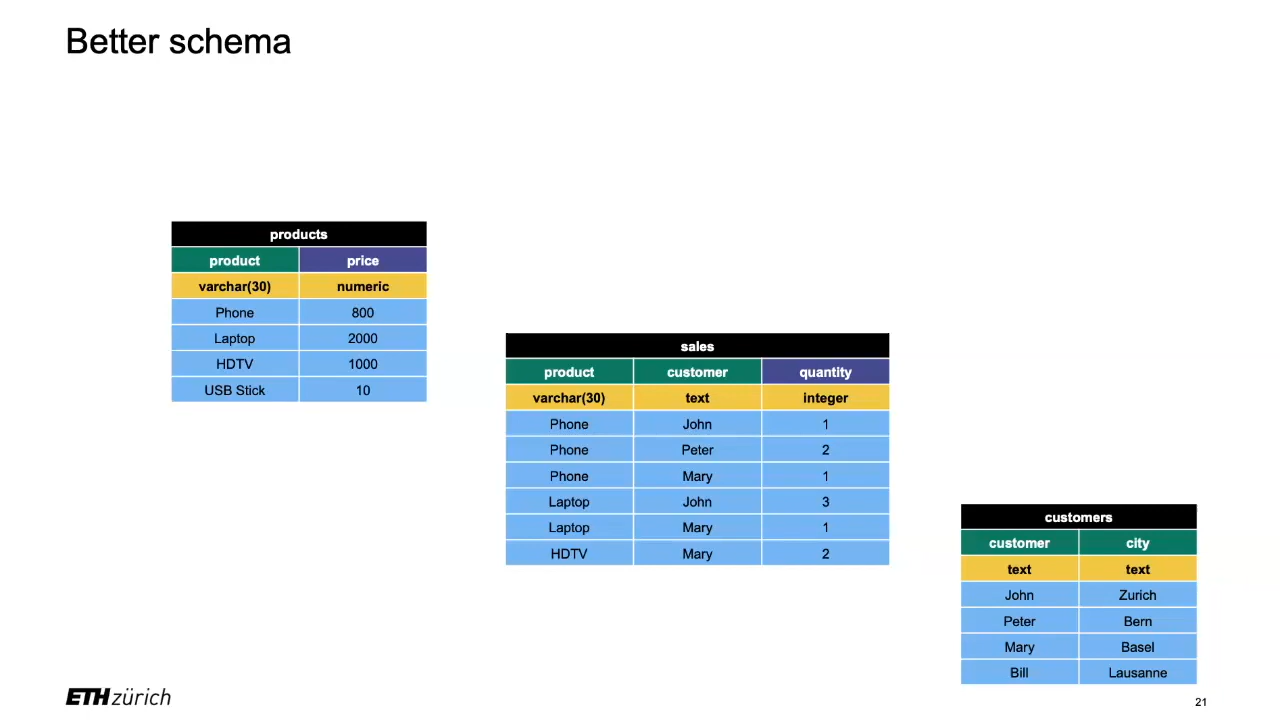 Better schema
products
product price
varchar(30) numeric
Phone 800
Laptop 2000
HDTV 1000
USB Stick 10
sales
product customer quantity
varchar(30) text integer
Phone John 1
Phone Peter 2
Phone Mary 1
Laptop John 3
Laptop Mary 1
HDTV Mary 2
customers
customer city
text text
John Zurich
Peter Bern
Mary Basel
Bill Lausanne
ETH zürich
21